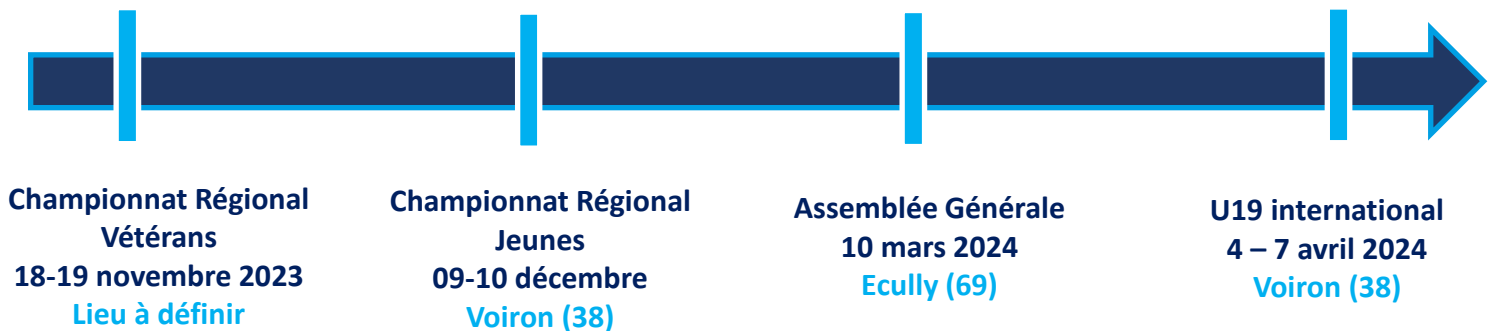 Championnat Régional
Vétérans
18-19 novembre 2023
Lieu à définir
Championnat Régional
Jeunes
09-10 décembre
Voiron (38)
Assemblée Générale
10 mars 2024
Ecully (69)
U19 international
4 – 7 avril 2024
Voiron (38)